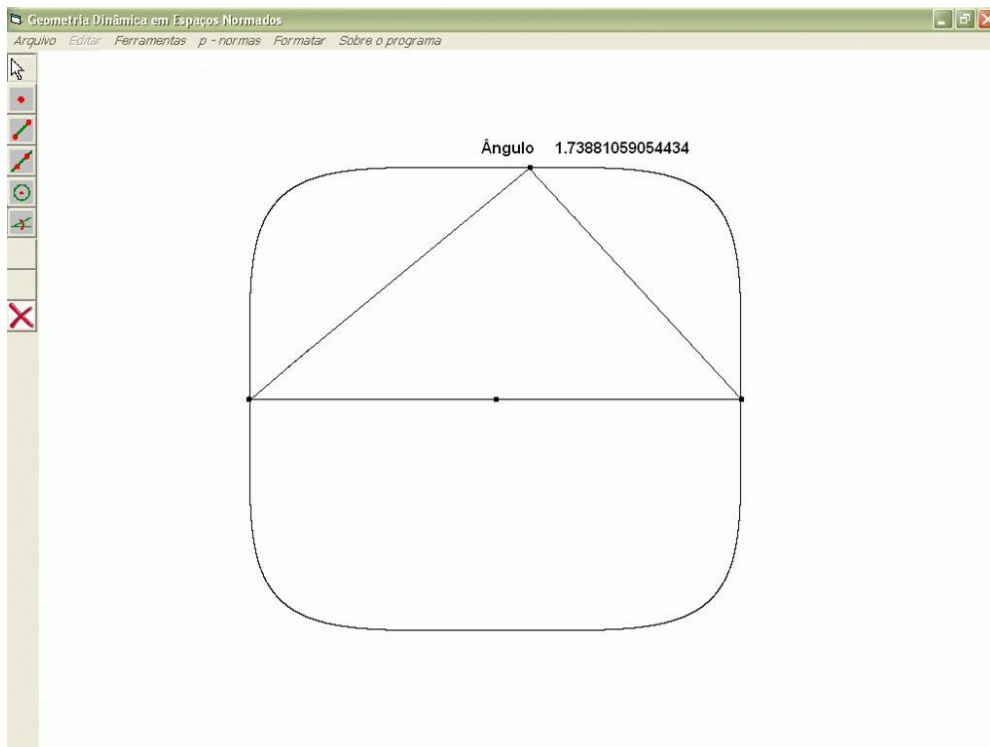 Geometria Dinâmica em Espaços Normados
Arquivo Editar Ferramentas p - normas Formatar Sobre o programa
Ângulo 1.73881059054434